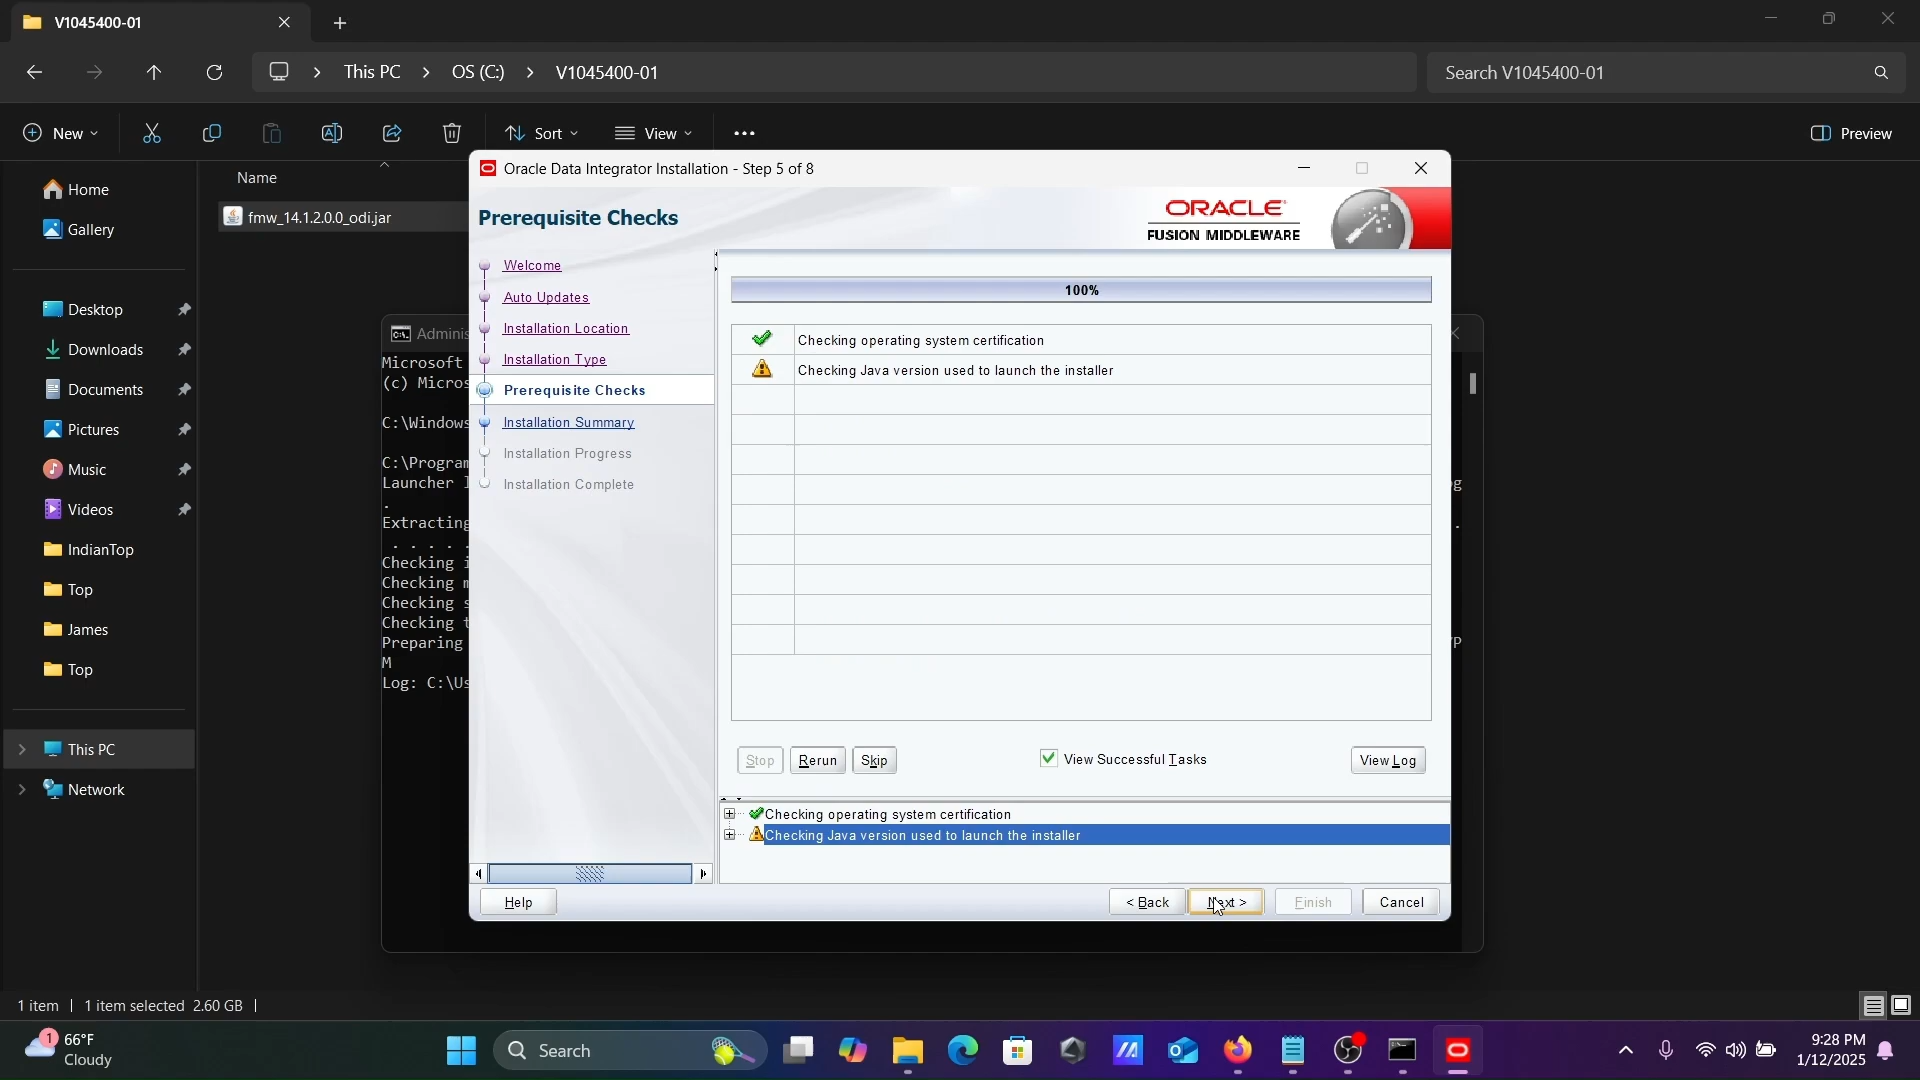 V1045400-01
This PC
OS (C:)
V1045400-01
Search V1045400-01
New
Sort
View
Preview
Home
Gallery
Desktop
Downloads
Documents
Pictures
Music
Videos
IndianTop
Top
James
Top
This PC
Network
Name
fmw_14.1.2.0.0_odi.jar
Adminis
Microsoft
(c) Micros
C:\Windows
C:\Program
Launcher l
.
Extracting
. . . . .
Checking i
Checking m
Checking s
Checking t
Preparing
M
Log: C:\Us
Oracle Data Integrator Installation - Step 5 of 8
Prerequisite Checks
ORACLE
FUSION MIDDLEWARE
Welcome
Auto Updates
Installation Location
Installation Type
Prerequisite Checks
Installation Summary
Installation Progress
Installation Complete
100%
Checking operating system certification
Checking Java version used to launch the installer
Stop
Rerun
Skip
View Successful Tasks
View Log
Checking operating system certification
Checking Java version used to launch the installer
Help
< Back
Next >
Finish
Cancel
1 item
1 item selected 2.60 GB
1
66°F
Cloudy
Search
9:28 PM
1/12/2025